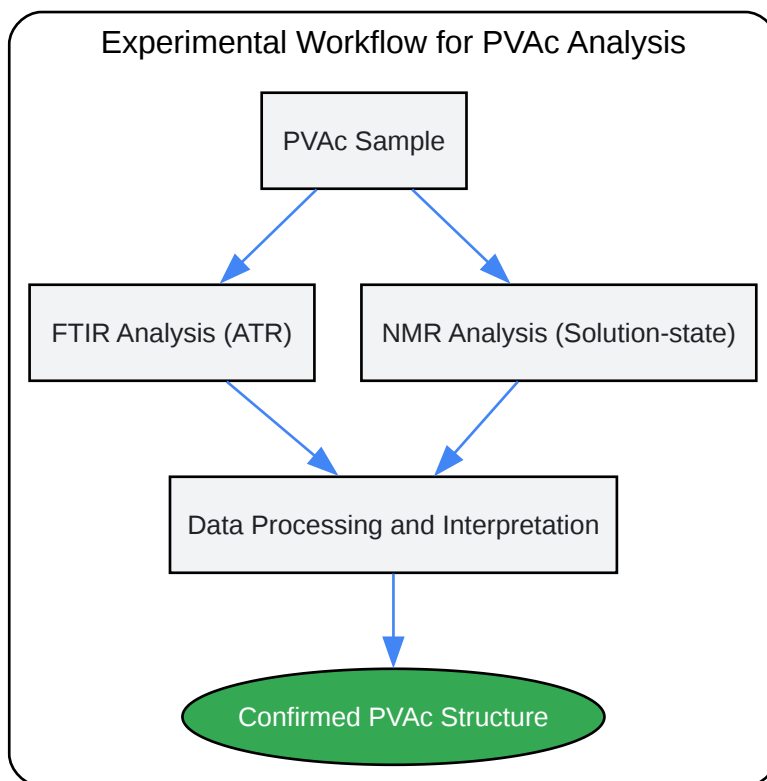 Experimental Workflow for PVAc Analysis
PVAc Sample
FTIR Analysis (ATR)
NMR Analysis (Solution-state)
Data Processing and Interpretation
Confirmed PVAc Structure